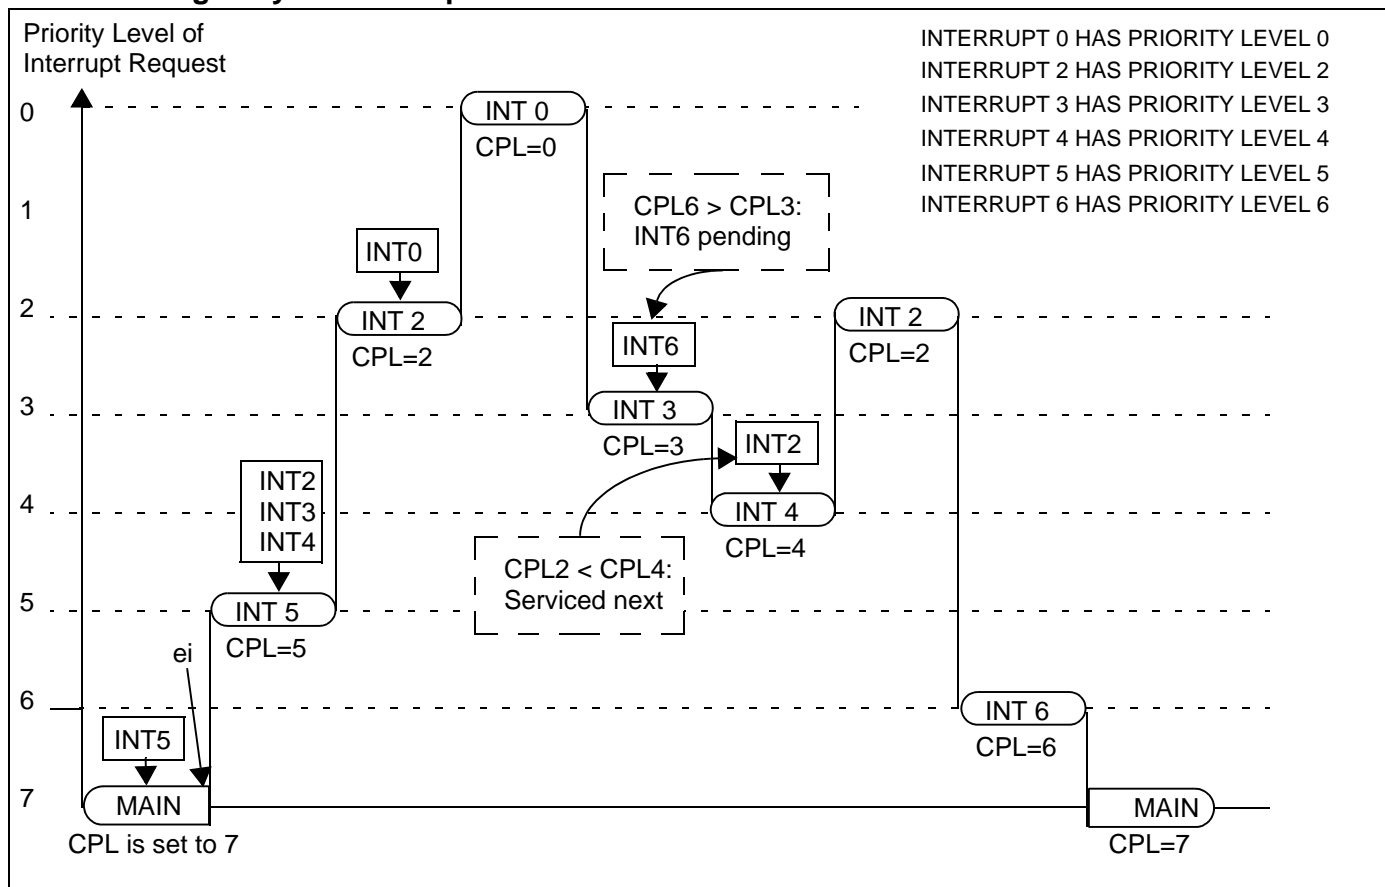 Priority Level of
Interrupt Request
INTERRUPT 0 HAS PRIORITY LEVEL 0
INTERRUPT 2 HAS PRIORITY LEVEL 2
INTERRUPT 3 HAS PRIORITY LEVEL 3
INTERRUPT 4 HAS PRIORITY LEVEL 4
INTERRUPT 5 HAS PRIORITY LEVEL 5
INTERRUPT 6 HAS PRIORITY LEVEL 6
0
INT 0
CPL=0
1
CPL6 > CPL3:
INT6 pending
INT0
2
INT 2
CPL=2
INT 2
CPL=2
INT6
3
INT 3
CPL=3
INT2
INT2
INT3
INT4
4
INT 4
CPL=4
CPL2 < CPL4:
Serviced next
5
INT 5
CPL=5
ei
6
INT 6
CPL=6
INT5
7
MAIN
CPL is set to 7
MAIN
CPL=7